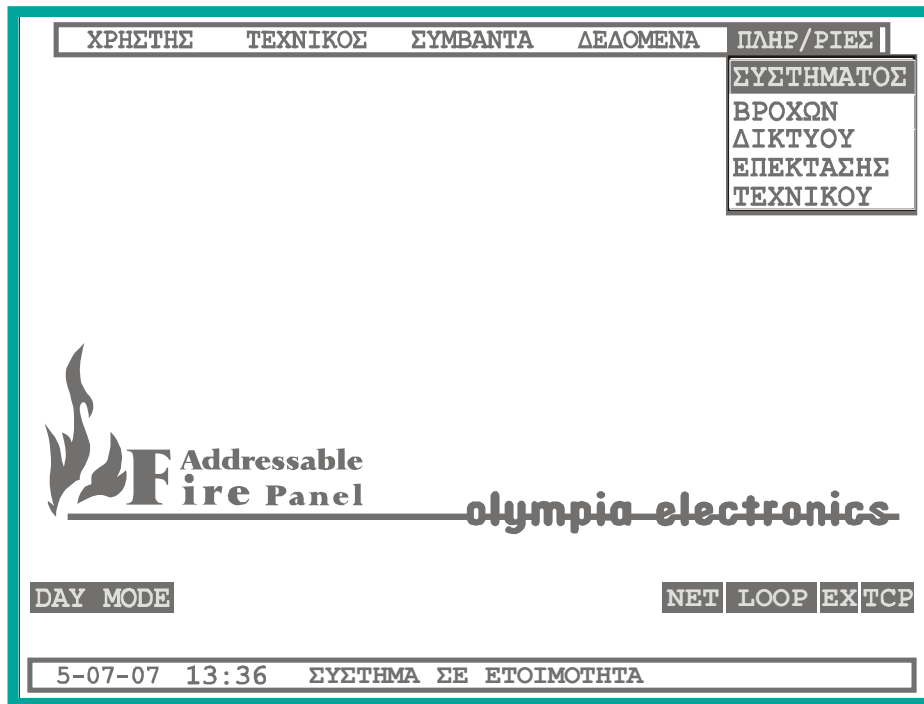 ΧΡΗΣΤΗΣ ΤΕΧΝΙΚΟΣ ΣΥΜΒΑΝΤΑ ΔΕΔΟΜΕΝΑ ΠΛΗΡ/ΡΙΕΣ
ΣΥΣΤΗΜΑΤΟΣ
ΒΡΟΧΩΝ
ΔΙΚΤΥΟΥ
ΕΠΕΚΤΑΣΗΣ
ΤΕΧΝΙΚΟΥ
Addressable
Fire Panel
olympia electronics
DAY MODE NET LOOP EX TCP
5-07-07 13:36 ΣΥΣΤΗΜΑ ΣΕ ΕΤΟΙΜΟΤΗΤΑ